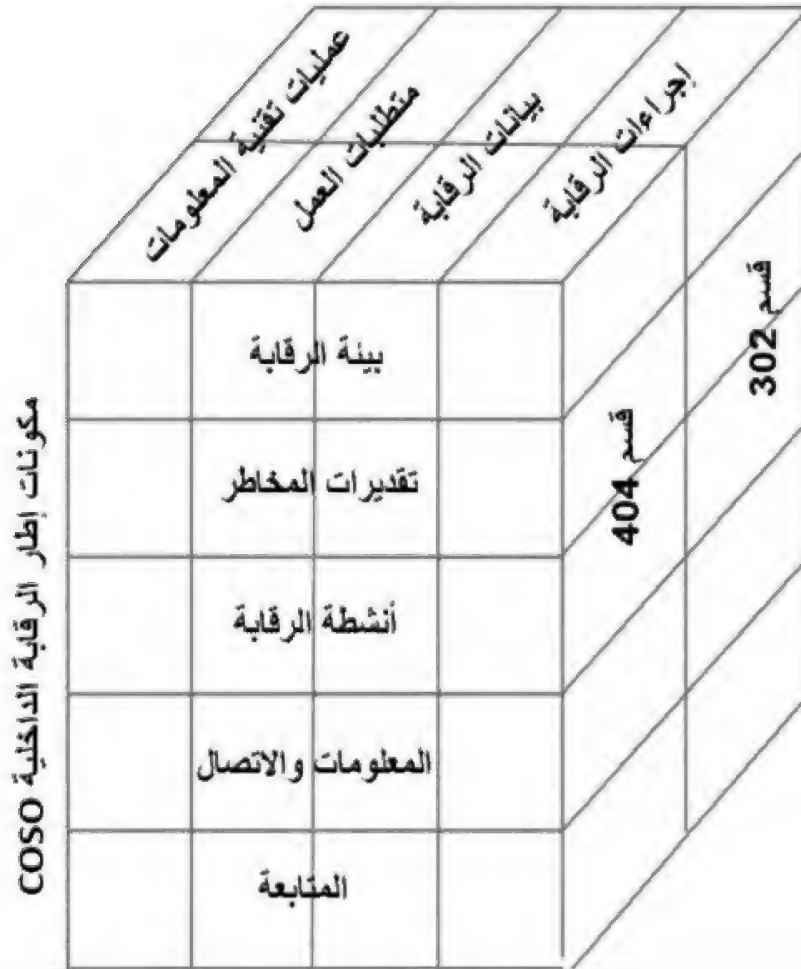 عمليات تقنية المعلومات
متطلبات العمل
بيانات الرقابة
إجراءات الرقابة
قسم 302
قسم 404
بيئة الرقابة
تقديرات المخاطر
أنشطة الرقابة
المعلومات والاتصال
المتابعة
مكونات إطار الرقابة الداخلية COSO